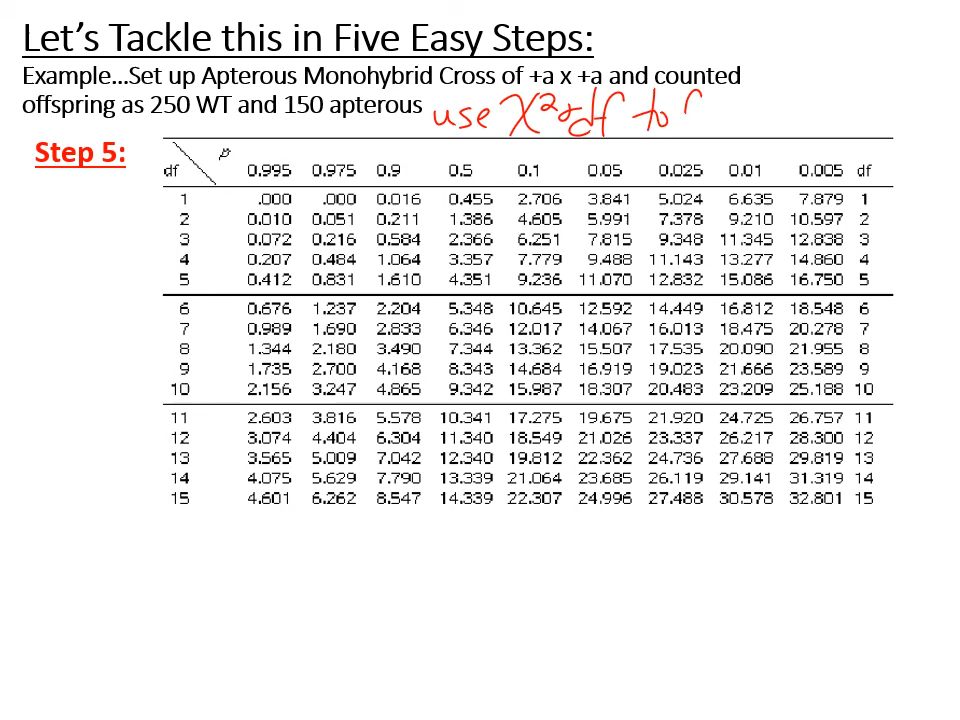 Let's Tackle this in Five Easy Steps:
Example...Set up Apterous Monohybrid Cross of +a x +a and counted
offspring as 250 WT and 150 apterous
use X² & df to
Step 5:
df p 0.995 0.975 0.9 0.5 0.1 0.05 0.025 0.01 0.005 df
1 .000 .000 0.016 0.455 2.706 3.841 5.024 6.635 7.879 1
2 0.010 0.051 0.211 1.386 4.605 5.991 7.378 9.210 10.597 2
3 0.072 0.216 0.584 2.366 6.251 7.815 9.348 11.345 12.838 3
4 0.207 0.484 1.064 3.357 7.779 9.488 11.143 13.277 14.860 4
5 0.412 0.831 1.610 4.351 9.236 11.070 12.832 15.086 16.750 5
6 0.676 1.237 2.204 5.348 10.645 12.592 14.449 16.812 18.548 6
7 0.989 1.690 2.833 6.346 12.017 14.067 16.013 18.475 20.278 7
8 1.344 2.180 3.490 7.344 13.362 15.507 17.535 20.090 21.955 8
9 1.735 2.700 4.168 8.343 14.684 16.919 19.023 21.666 23.589 9
10 2.156 3.247 4.865 9.342 15.987 18.307 20.483 23.209 25.188 10
11 2.603 3.816 5.578 10.341 17.275 19.675 21.920 24.725 26.757 11
12 3.074 4.404 6.304 11.340 18.549 21.026 23.337 26.217 28.300 12
13 3.565 5.009 7.042 12.340 19.812 22.362 24.736 27.688 29.819 13
14 4.075 5.629 7.790 13.339 21.064 23.685 26.119 29.141 31.319 14
15 4.601 6.262 8.547 14.339 22.307 24.996 27.488 30.578 32.801 15